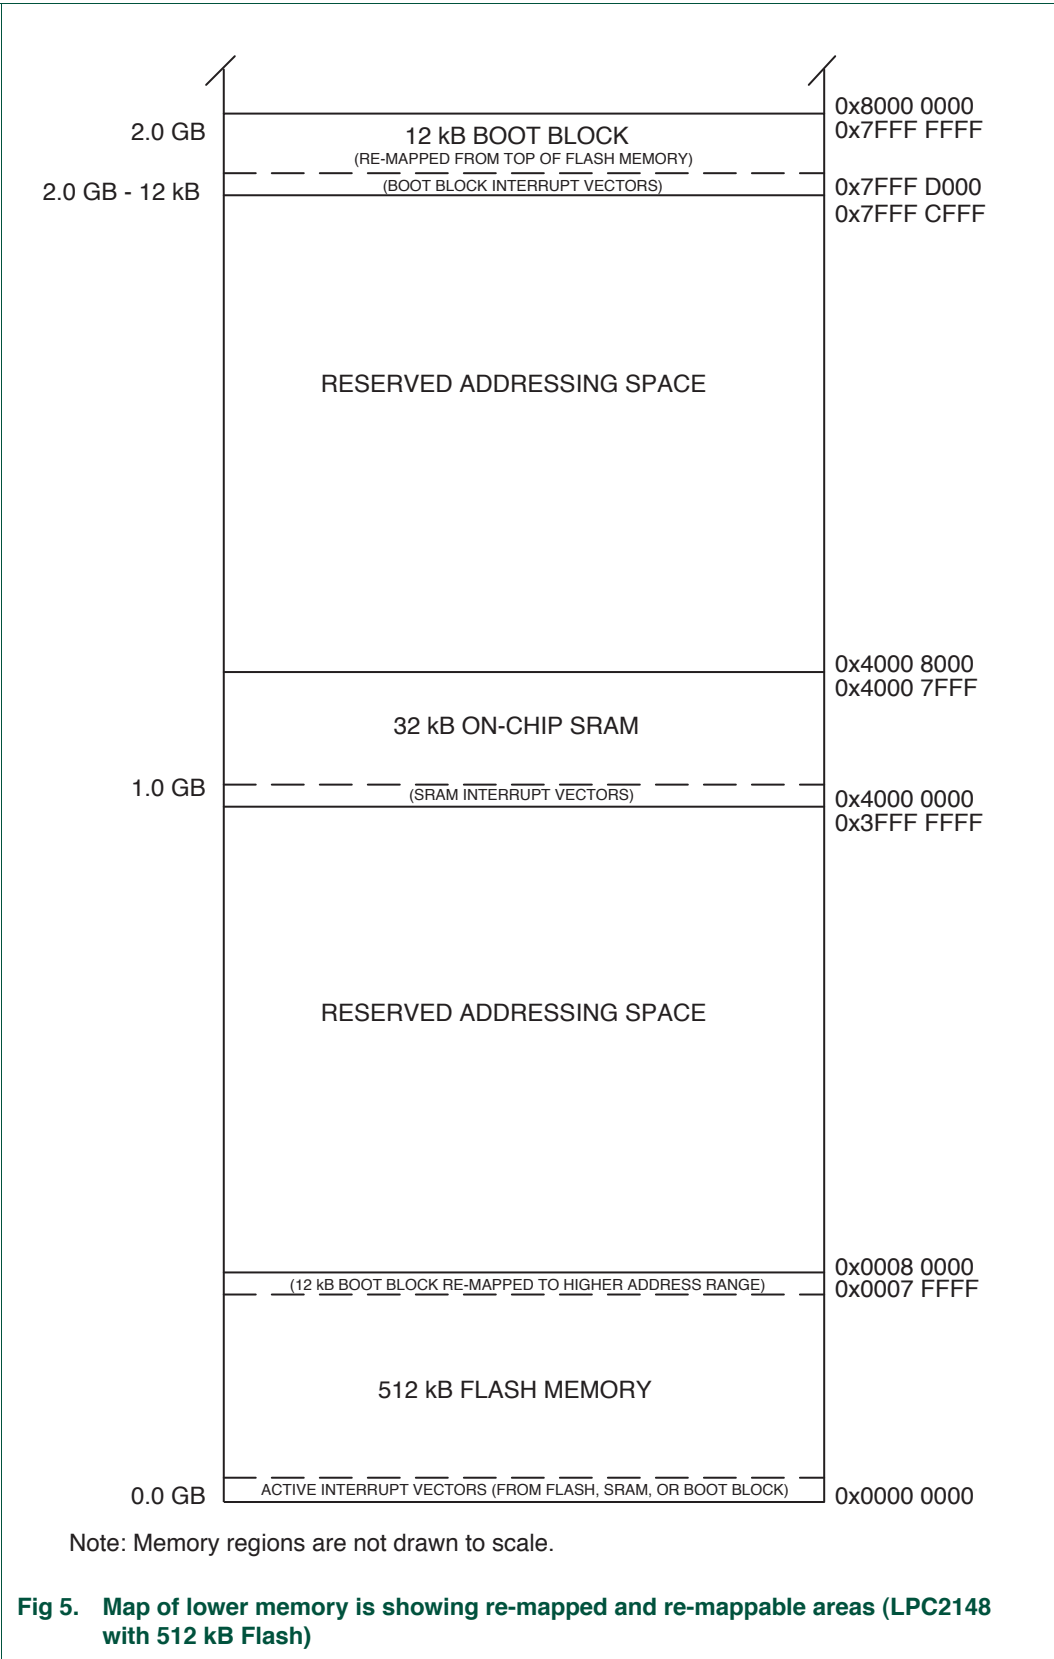 0x8000 0000
2.0 GB
12 kB BOOT BLOCK
0x7FFF FFFF
(RE-MAPPED FROM TOP OF FLASH MEMORY)
2.0 GB - 12 kB
(BOOT BLOCK INTERRUPT VECTORS)
0x7FFF D000
0x7FFF CFFF
RESERVED ADDRESSING SPACE
0x4000 8000
0x4000 7FFF
32 kB ON-CHIP SRAM
1.0 GB
(SRAM INTERRUPT VECTORS)
0x4000 0000
0x3FFF FFFF
RESERVED ADDRESSING SPACE
0x0008 0000
(12 kB BOOT BLOCK RE-MAPPED TO HIGHER ADDRESS RANGE)
0x0007 FFFF
512 kB FLASH MEMORY
0.0 GB
ACTIVE INTERRUPT VECTORS (FROM FLASH, SRAM, OR BOOT BLOCK)
0x0000 0000
Note: Memory regions are not drawn to scale.
Fig 5. Map of lower memory is showing re-mapped and re-mappable areas (LPC2148
with 512 kB Flash)